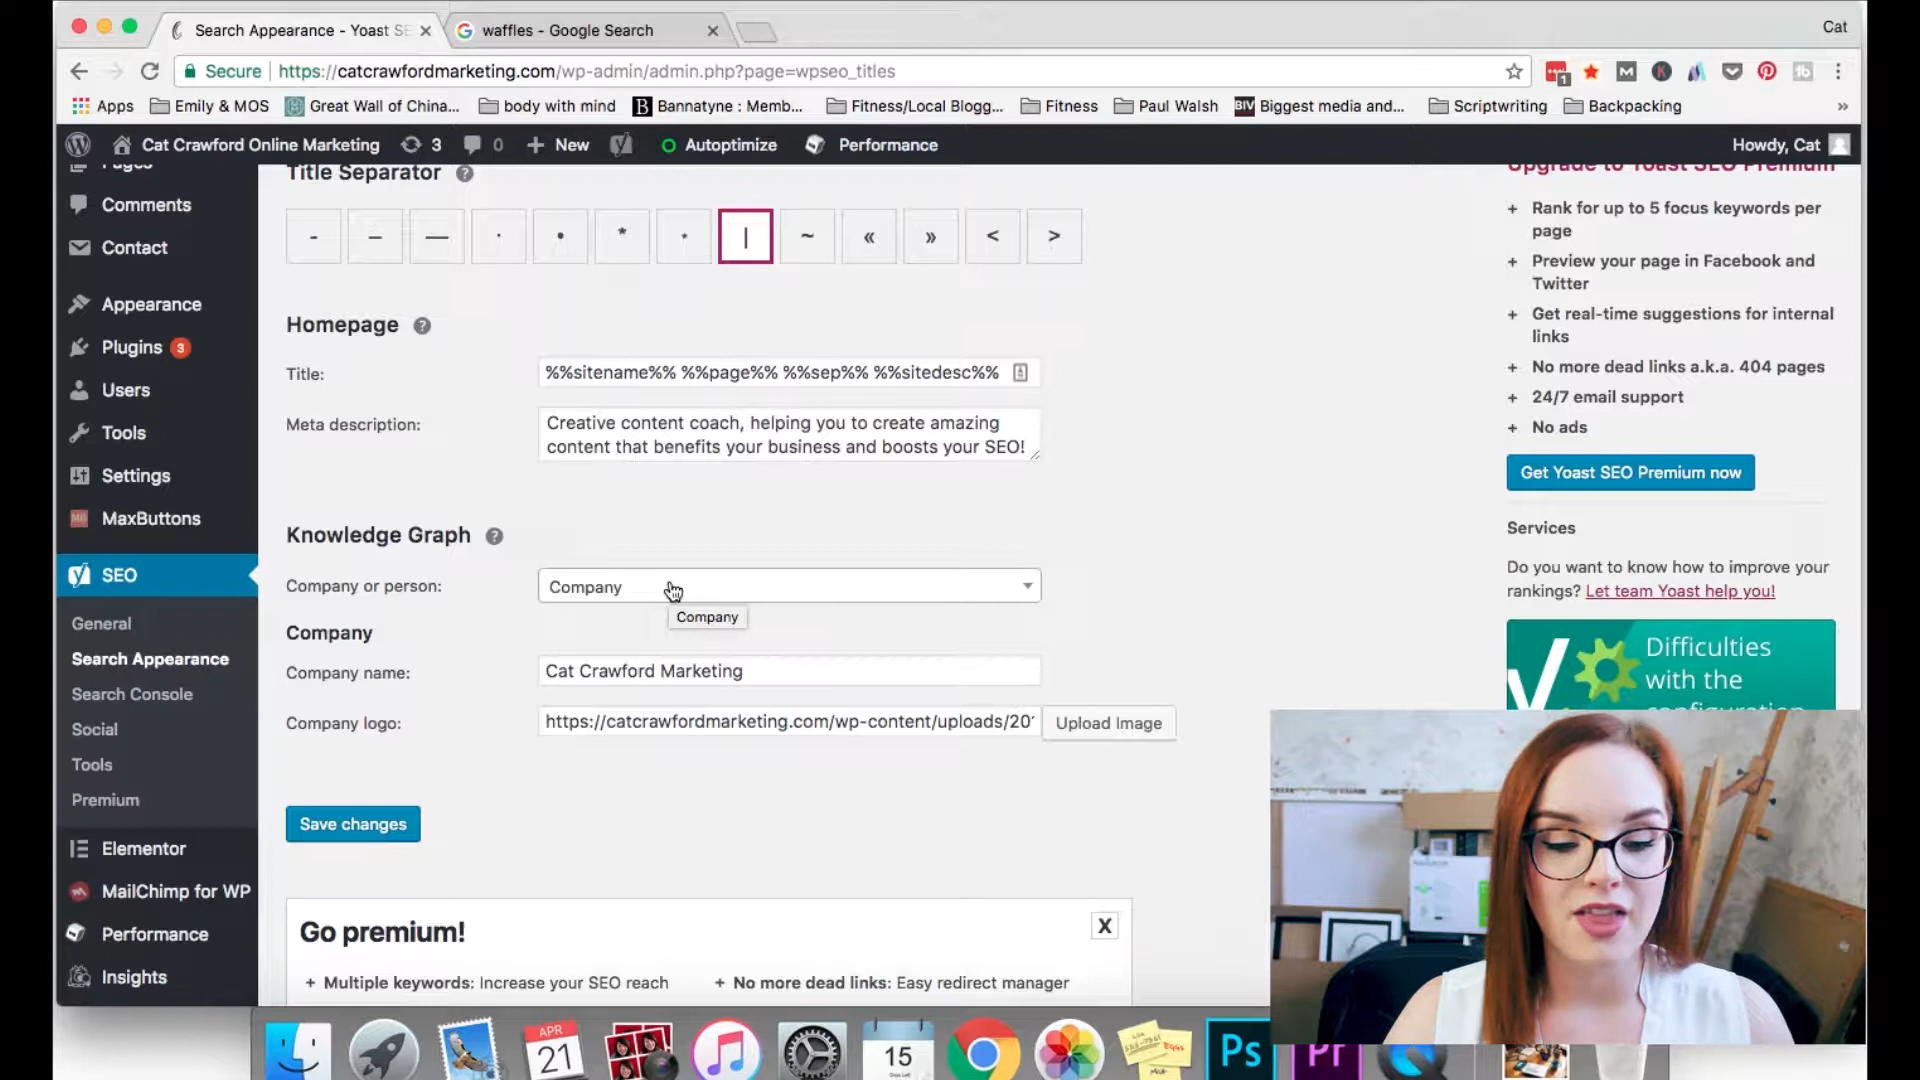 Search Appearance - Yoast SE
waffles - Google Search
Cat
Secure
https://catcrawfordmarketing.com/wp-admin/admin.php?page=wpseo_titles
Apps
Emily & MOS
Great Wall of China...
body with mind
B
Bannatyne : Memb...
Fitness/Local Blogg...
Fitness
Paul Walsh
BIV
Biggest media and...
Scriptwriting
Backpacking
»
Cat Crawford Online Marketing
3
0
+ New
Autoptimize
Performance
Howdy, Cat
Pages
Comments
Contact
Appearance
Plugins 3
Users
Tools
Settings
MaxButtons
SEO
General
Search Appearance
Search Console
Social
Tools
Premium
Elementor
MailChimp for WP
Performance
Insights
Title Separator ?
- – — · • * ⋆ | ~ « » < >
Homepage ?
Title:
%%sitename%% %%page%% %%sep%% %%sitedesc%%
Meta description:
Creative content coach, helping you to create amazing
content that benefits your business and boosts your SEO!
Knowledge Graph ?
Company or person:
Company
Company
Company
Company name:
Cat Crawford Marketing
Company logo:
https://catcrawfordmarketing.com/wp-content/uploads/20
Upload Image
Save changes
Go premium!
X
+ Multiple keywords: Increase your SEO reach
+ No more dead links: Easy redirect manager
Upgrade to Yoast SEO Premium
+ Rank for up to 5 focus keywords per
page
+ Preview your page in Facebook and
Twitter
+ Get real-time suggestions for internal
links
+ No more dead links a.k.a. 404 pages
+ 24/7 email support
+ No ads
Get Yoast SEO Premium now
Services
Do you want to know how to improve your
rankings? Let team Yoast help you!
Difficulties
with the
configuration
APR
21
15
Ps
Pr